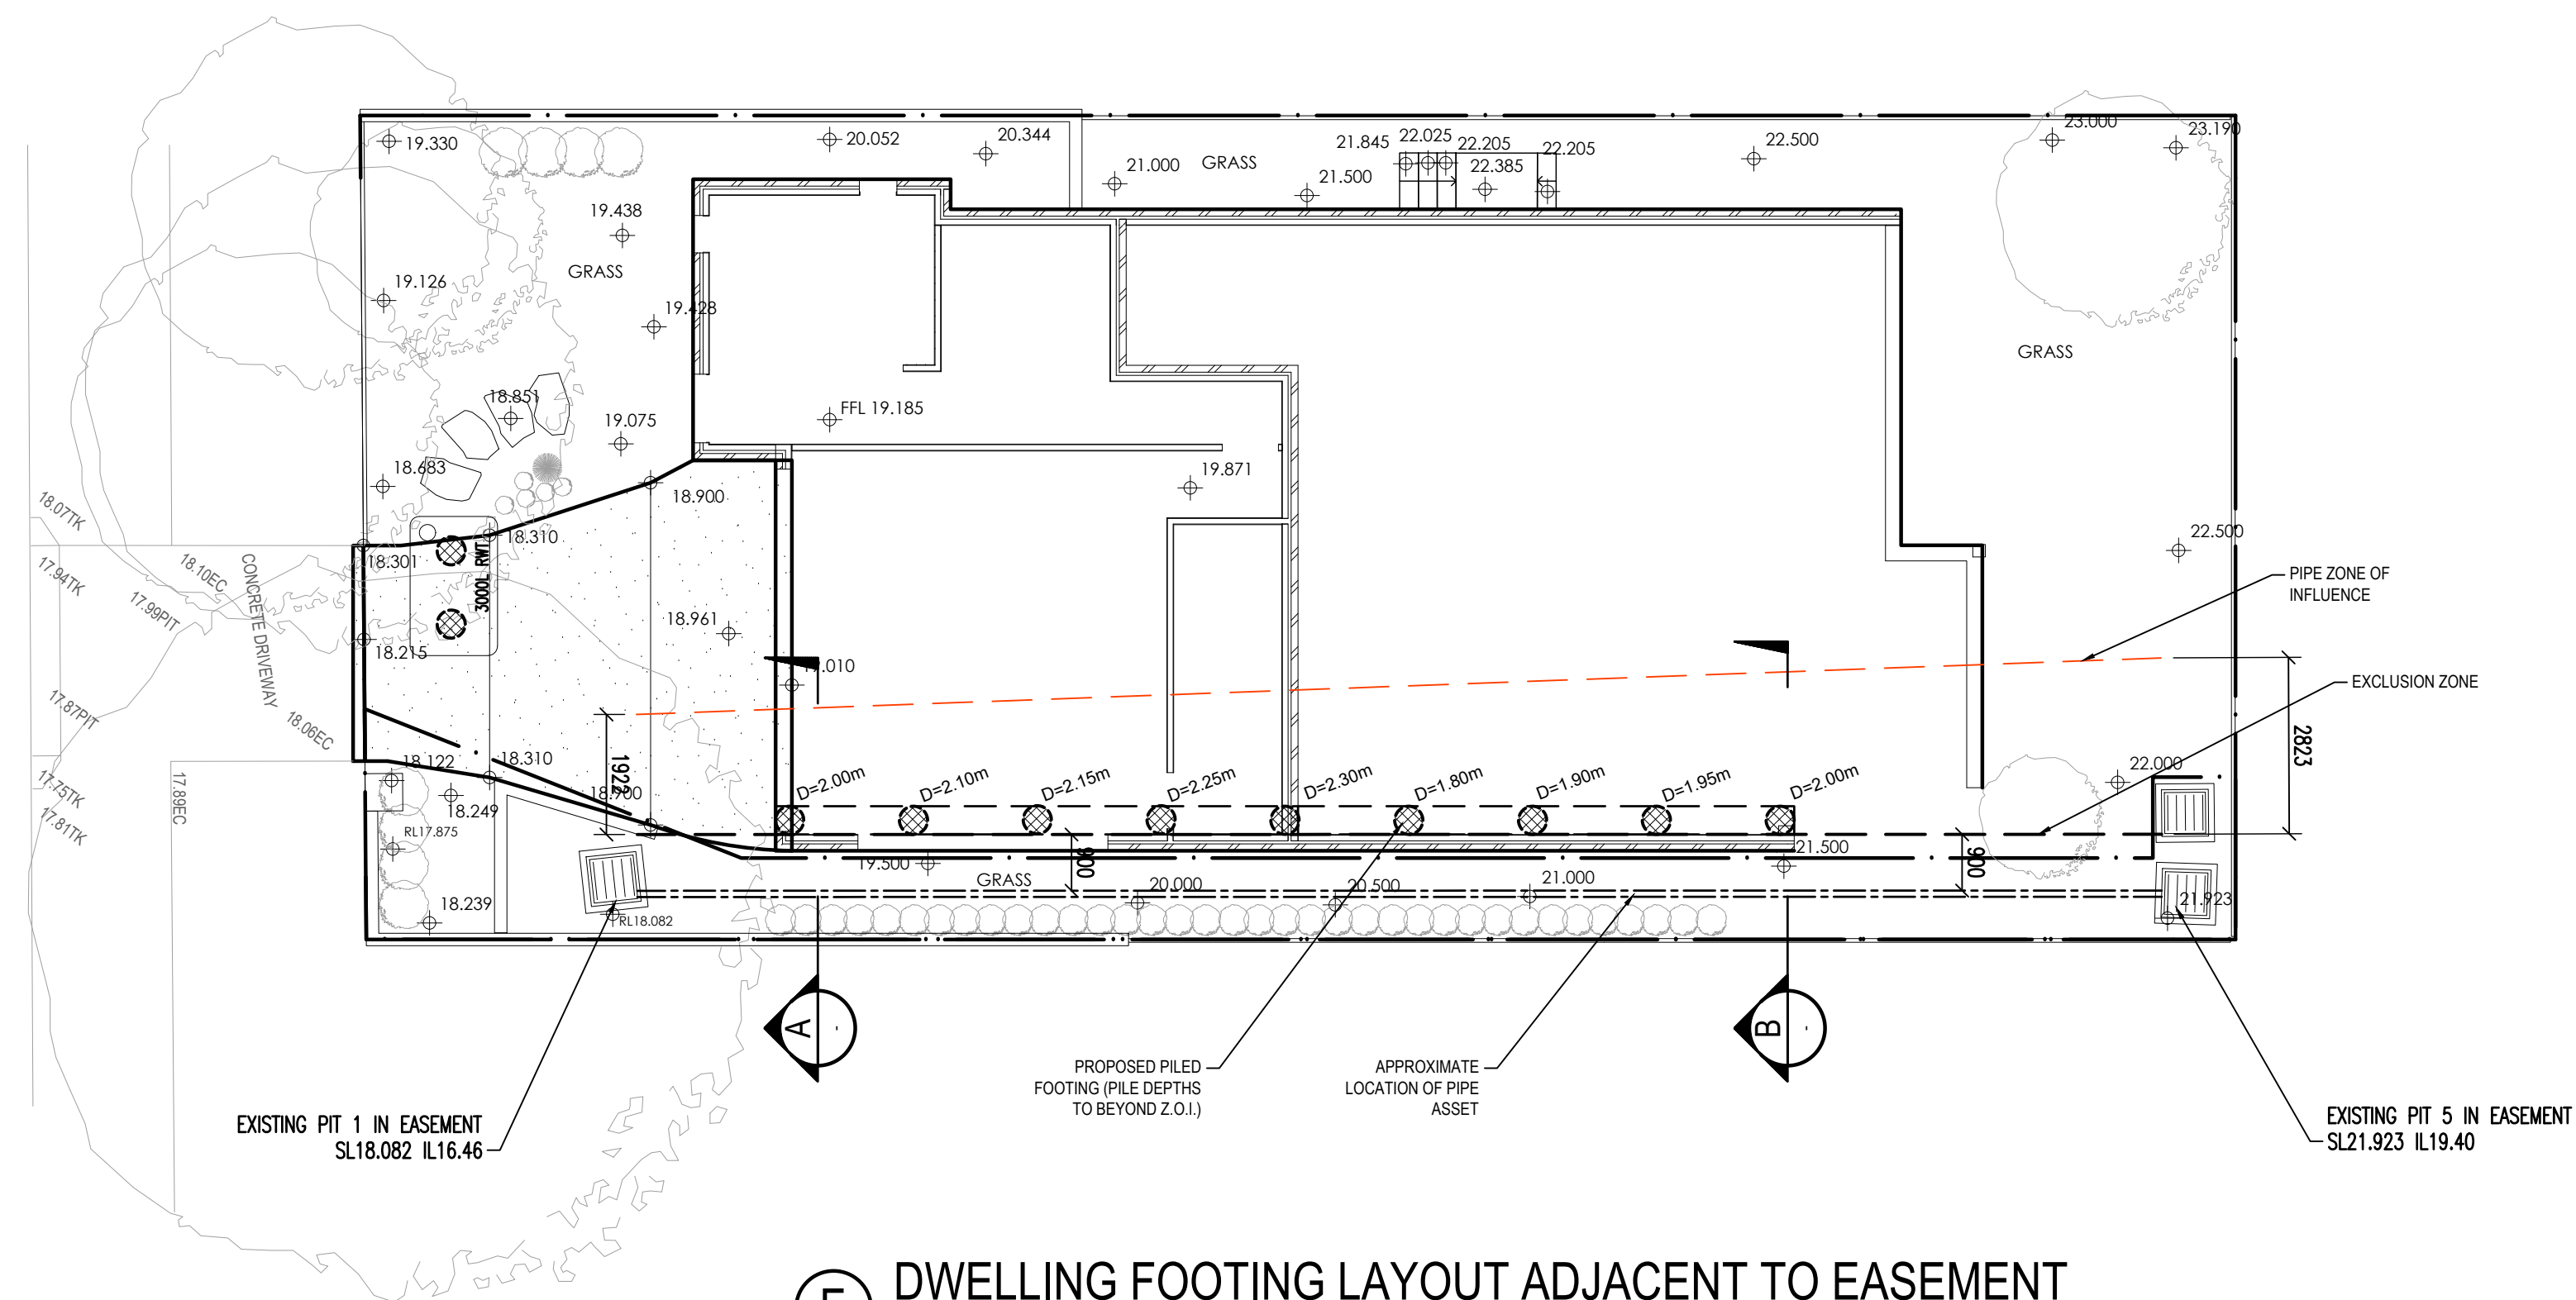 19.330
20.052
20.344
21.000
GRASS
21.845
22.025
22.205
22.385
22.205
21.500
22.500
23.000
23.190
19.438
GRASS
19.126
19.428
GRASS
18.851
19.075
FFL 19.185
18.683
18.900
19.871
22.500
18.07TK
17.94TK
18.10EC
17.99PIT
CONCRETE DRIVEWAY
18.301
18.310
3000L RWT
18.215
18.961
19.010
PIPE ZONE OF
INFLUENCE
EXCLUSION ZONE
2823
17.87PIT
18.06EC
17.75TK
17.81TK
17.89EC
18.122
18.310
1923
18.900
18.249
RL17.875
18.239
RL18.082
D=2.00m
D=2.10m
D=2.15m
D=2.25m
D=2.30m
D=1.80m
D=1.90m
D=1.95m
D=2.00m
22.000
19.500
GRASS
900
20.000
20.500
21.000
21.500
900
21.923
A
-
B
-
PROPOSED PILED
FOOTING (PILE DEPTHS
TO BEYOND Z.O.I.)
APPROXIMATE
LOCATION OF PIPE
ASSET
EXISTING PIT 1 IN EASEMENT
SL18.082 IL16.46
EXISTING PIT 5 IN EASEMENT
SL21.923 IL19.40
DWELLING FOOTING LAYOUT ADJACENT TO EASEMENT